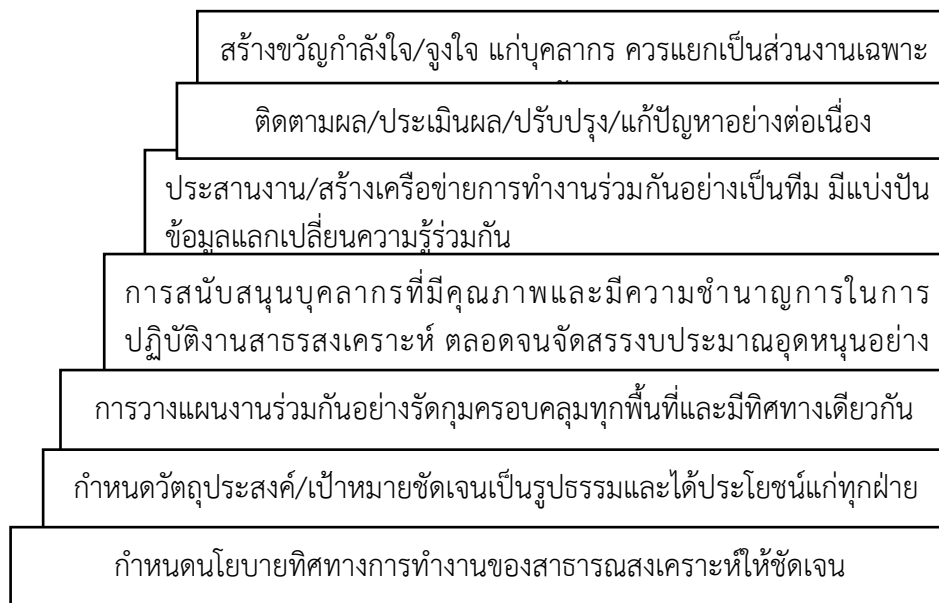 สร้างขวัญกำลังใจ/จูงใจ แก่บุคลากร ควรแยกเป็นส่วนงานเฉพาะ
ติดตามผล/ประเมินผล/ปรับปรุง/แก้ปัญหาอย่างต่อเนื่อง
ประสานงาน/สร้างเครือข่ายการทำงานร่วมกันอย่างเป็นทีม มีแบ่งปัน
ข้อมูลแลกเปลี่ยนความรู้ร่วมกัน
การสนับสนุนบุคลากรที่มีคุณภาพและมีความชำนาญการในการ
ปฏิบัติงานสาธรสงเคราะห์ ตลอดจนจัดสรรงบประมาณอุดหนุนอย่าง
การวางแผนงานร่วมกันอย่างรัดกุมครอบคลุมทุกพื้นที่และมีทิศทางเดียวกัน
กำหนดวัตถุประสงค์/เป้าหมายชัดเจนเป็นรูปธรรมและได้ประโยชน์แก่ทุกฝ่าย
กำหนดนโยบายทิศทางการทำงานของสาธารณสงเคราะห์ให้ชัดเจน